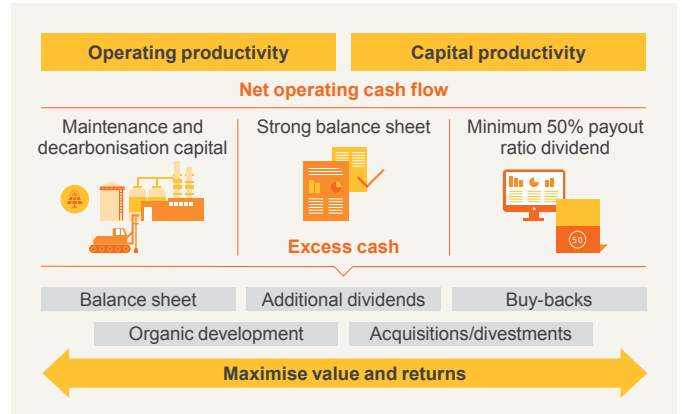 Operating productivity
Capital productivity
Net operating cash flow
Maintenance and
decarbonisation capital
Strong balance sheet
Minimum 50% payout
ratio dividend
50
Excess cash
Balance sheet
Additional dividends
Buy-backs
Organic development
Acquisitions/divestments
Maximise value and returns